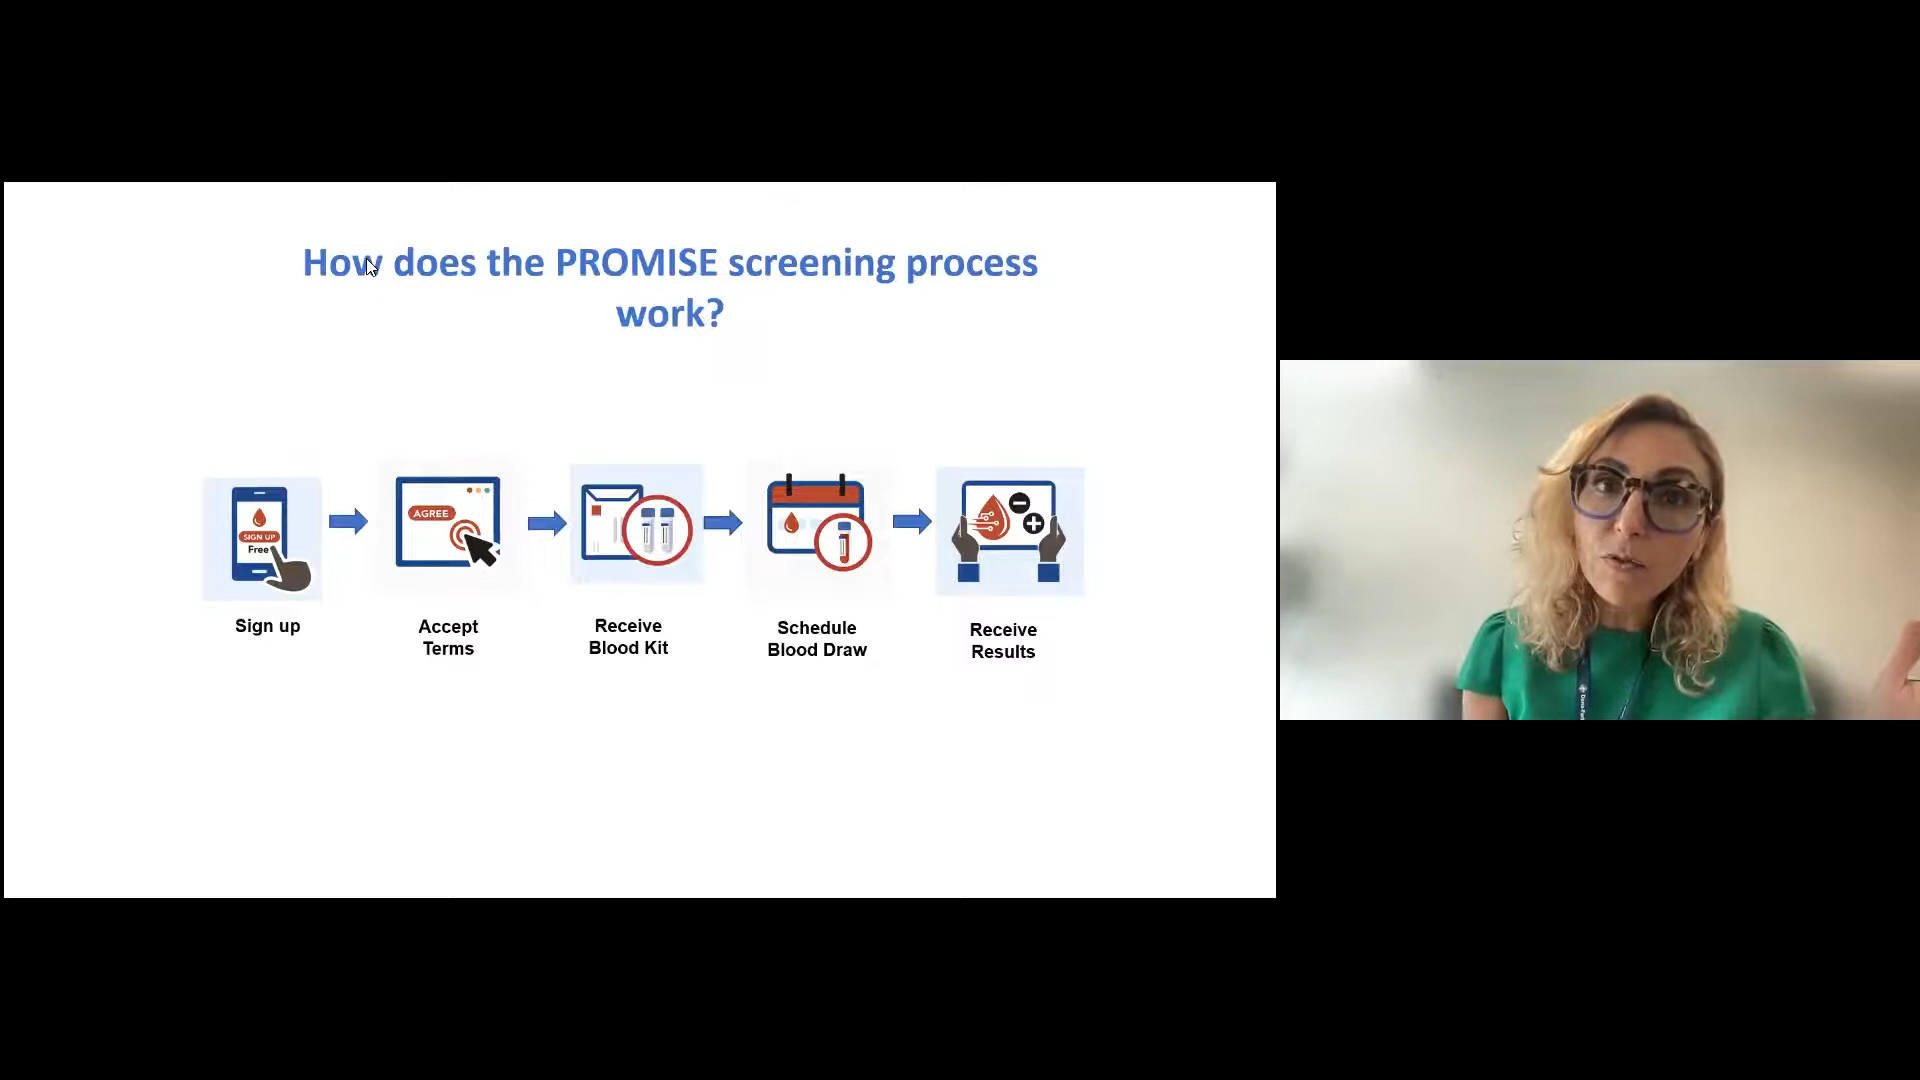 How does the PROMISE screening process
work?
SIGN UP
Free
AGREE
Sign up
Accept
Terms
Receive
Blood Kit
Schedule
Blood Draw
Receive
Results